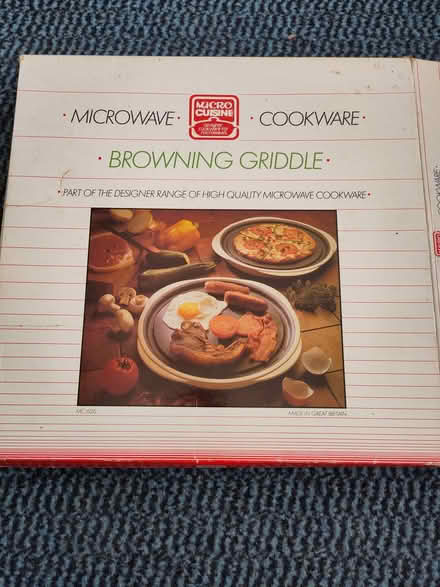 · MICROWAVE · MICRO CUISINE · COOKWARE ·
· BROWNING GRIDDLE ·
· PART OF THE DESIGNER RANGE OF HIGH QUALITY MICROWAVE COOKWARE ·
MADE IN GREAT BRITAIN